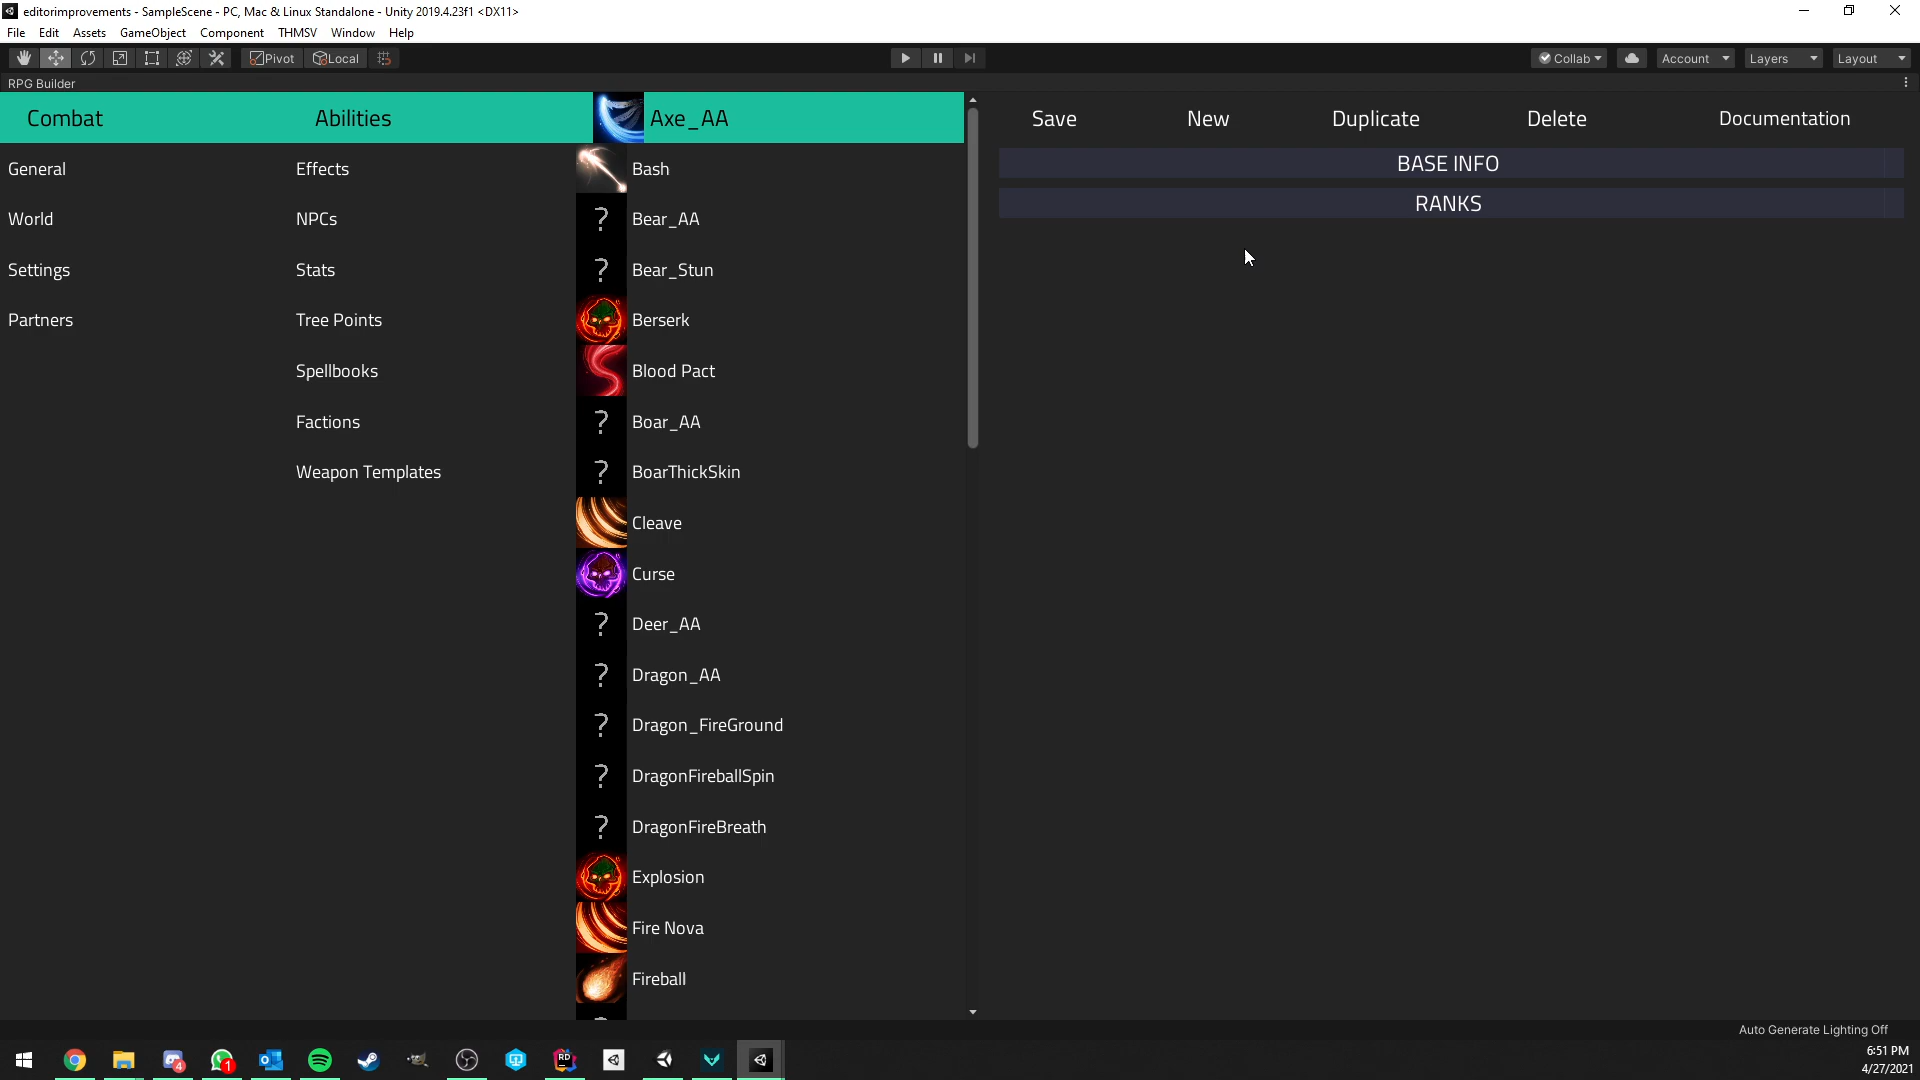 editorimprovements - SampleScene - PC, Mac & Linux Standalone - Unity 2019.4.23f1 <DX11>
File Edit Assets GameObject Component THMSV Window Help
Pivot Local Collab Account Layers Layout
RPG Builder
Combat
General
World
Settings
Partners
Abilities
Effects
NPCs
Stats
Tree Points
Spellbooks
Factions
Weapon Templates
Axe_AA
Bash
? Bear_AA
? Bear_Stun
Berserk
Blood Pact
? Boar_AA
? BoarThickSkin
Cleave
Curse
? Deer_AA
? Dragon_AA
? Dragon_FireGround
? DragonFireballSpin
? DragonFireBreath
Explosion
Fire Nova
Fireball
Save New Duplicate Delete Documentation
BASE INFO
RANKS
Auto Generate Lighting Off
4
1
RD
6:51 PM
4/27/2021